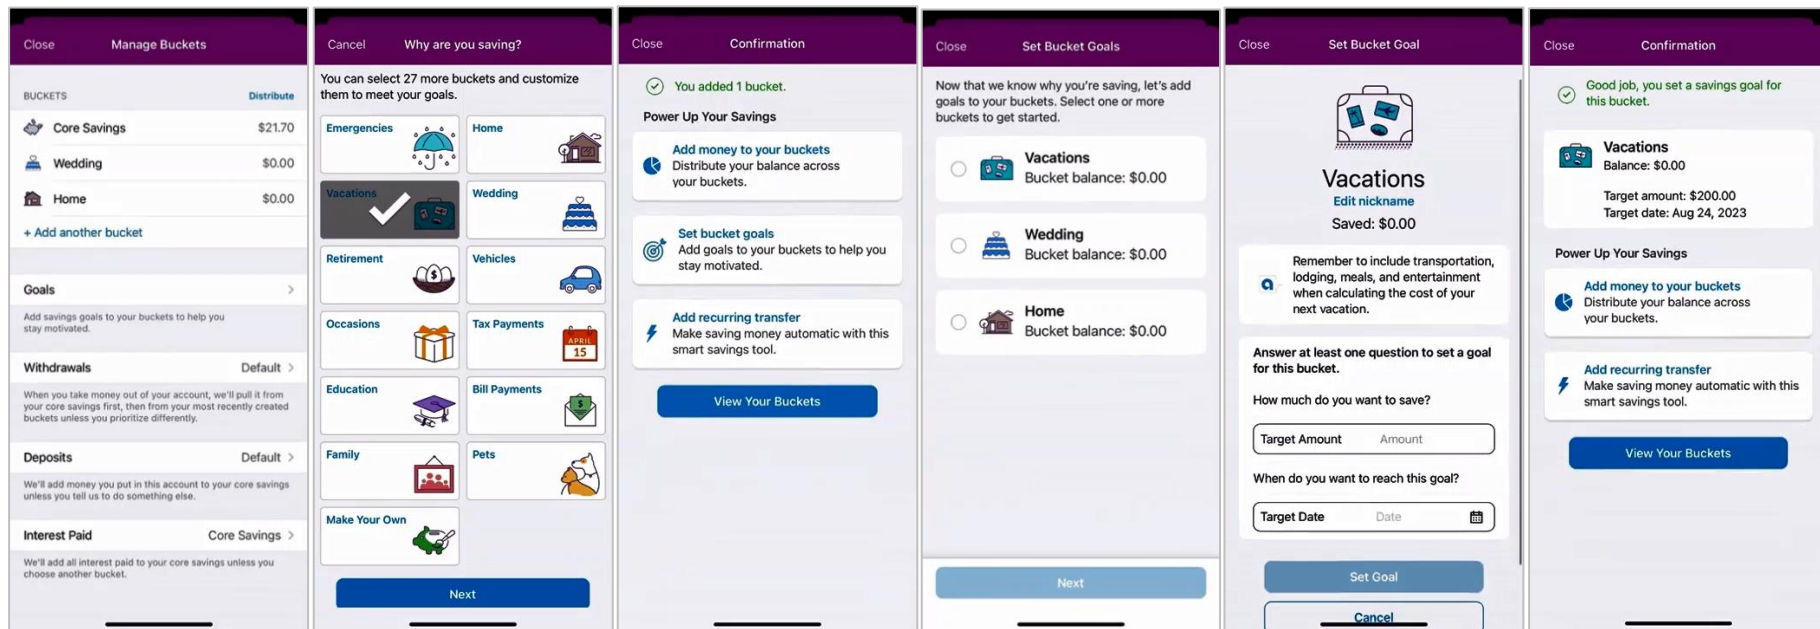 Close Manage Buckets
BUCKETS Distribute
Core Savings $21.70
Wedding $0.00
Home $0.00
+ Add another bucket
Goals
Add savings goals to your buckets to help you
stay motivated.
Withdrawals Default
When you take money out of your account, we'll pull it from
your core savings first, then from your most recently created
buckets unless you prioritize differently.
Deposits Default
We'll add money you put in this account to your core savings
unless you tell us to do something else.
Interest Paid Core Savings
We'll add all interest paid to your core savings unless you
choose another bucket.
Cancel Why are you saving?
You can select 27 more buckets and customize
them to meet your goals.
Emergencies Home
Vacations Wedding
Retirement Vehicles
Occasions Tax Payments
APRIL
15
Education Bill Payments
Family Pets
Make Your Own
Next
Close Confirmation
You added 1 bucket.
Power Up Your Savings
Add money to your buckets
Distribute your balance across
your buckets.
Set bucket goals
Add goals to your buckets to help you
stay motivated.
Add recurring transfer
Make saving money automatic with this
smart savings tool.
View Your Buckets
Close Set Bucket Goals
Now that we know why you're saving, let's add
goals to your buckets. Select one or more
buckets to get started.
Vacations
Bucket balance: $0.00
Wedding
Bucket balance: $0.00
Home
Bucket balance: $0.00
Next
Close Set Bucket Goal
Vacations
Edit nickname
Saved: $0.00
Remember to include transportation,
lodging, meals, and entertainment
when calculating the cost of your
next vacation.
Answer at least one question to set a goal
for this bucket.
How much do you want to save?
Target Amount Amount
When do you want to reach this goal?
Target Date Date
Set Goal
Cancel
Close Confirmation
Good job, you set a savings goal for
this bucket.
Vacations
Balance: $0.00
Target amount: $200.00
Target date: Aug 24, 2023
Power Up Your Savings
Add money to your buckets
Distribute your balance across
your buckets.
Add recurring transfer
Make saving money automatic with this
smart savings tool.
View Your Buckets